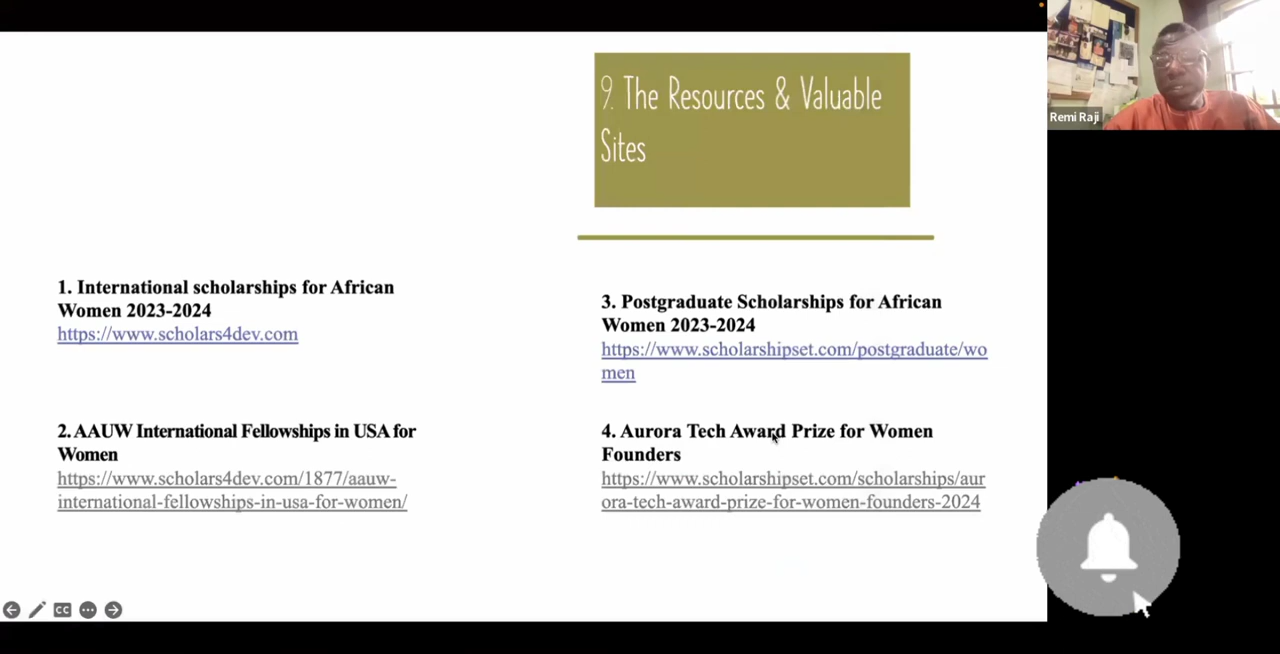 9. The Resources & Valuable
Sites
Remi Raji
1. International scholarships for African
Women 2023-2024
https://www.scholars4dev.com
2. AAUW International Fellowships in USA for
Women
https://www.scholars4dev.com/1877/aauw-
international-fellowships-in-usa-for-women/
3. Postgraduate Scholarships for African
Women 2023-2024
https://www.scholarshipset.com/postgraduate/wo
men
4. Aurora Tech Award Prize for Women
Founders
https://www.scholarshipset.com/scholarships/aur
ora-tech-award-prize-for-women-founders-2024
CC